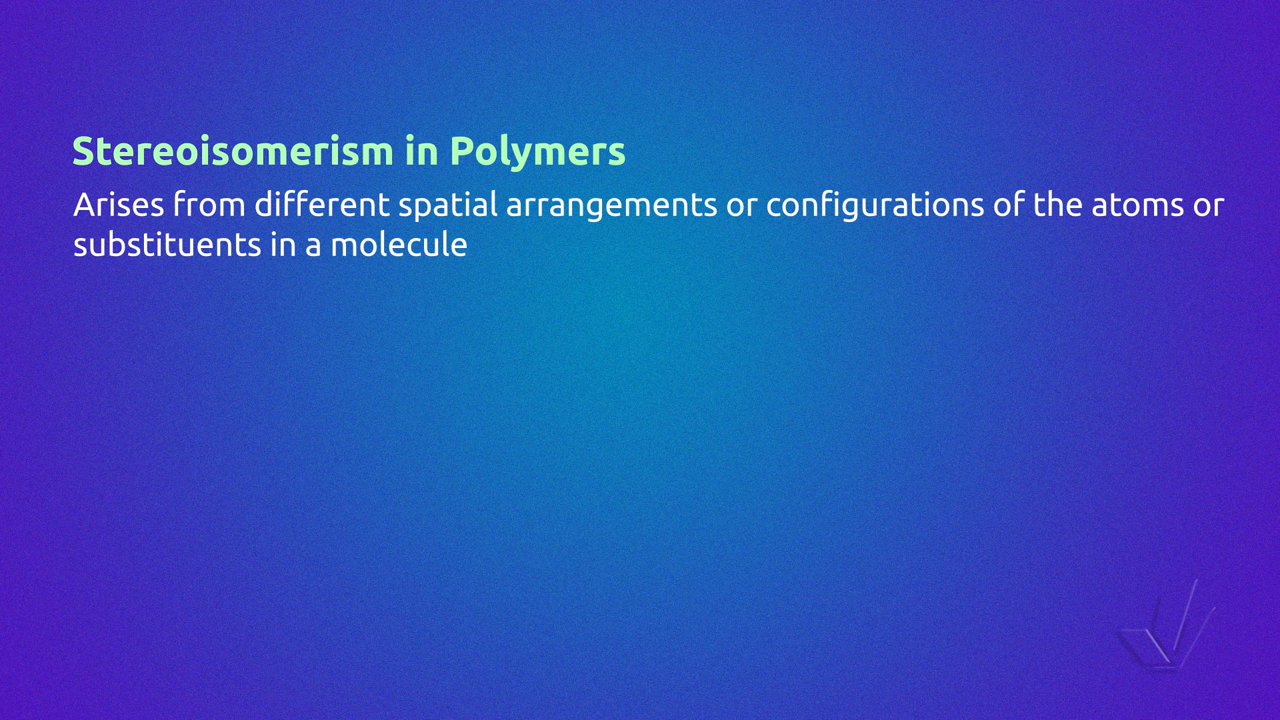 Stereoisomerism in Polymers
Arises from different spatial arrangements or configurations of the atoms or
substituents in a molecule